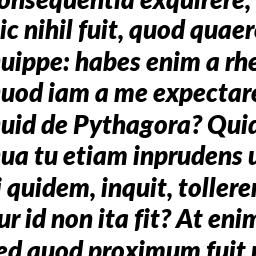 onsequentia exquirere,
ic nihil fuit, quod quaer
uippe: habes enim a rhe
uod iam a me expectare
uid de Pythagora? Quid
ua tu etiam inprudens u
i quidem, inquit, tollerem
ur id non ita fit? At enim
ed quod proximum fuit n